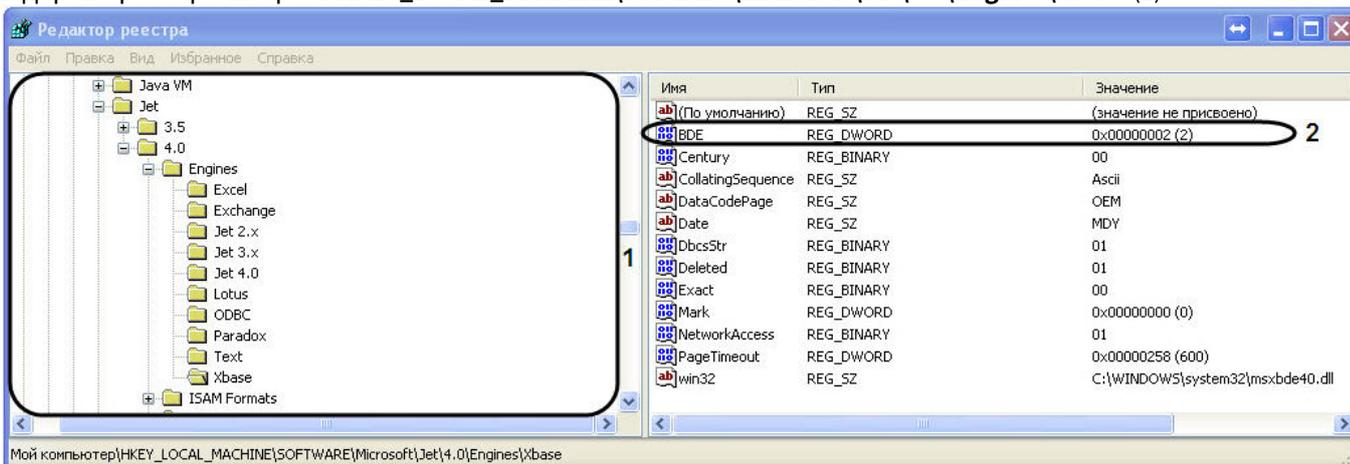 Редактор реестра
Файл Правка Вид Избранное Справка
Java VM
Jet
3.5
4.0
Engines
Excel
Exchange
Jet 2.x
Jet 3.x
Jet 4.0
Lotus
ODBC
Paradox
Text
Xbase
ISAM Formats
1
Имя Тип Значение
(По умолчанию) REG_SZ (значение не присвоено)
BDE REG_DWORD 0x00000002 (2) 2
Century REG_BINARY 00
CollatingSequence REG_SZ Ascii
DataCodePage REG_SZ OEM
Date REG_SZ MDY
DbcsStr REG_BINARY 01
Deleted REG_BINARY 01
Exact REG_BINARY 00
Mark REG_DWORD 0x00000000 (0)
NetworkAccess REG_BINARY 01
PageTimeout REG_DWORD 0x00000258 (600)
win32 REG_SZ C:\WINDOWS\system32\msxbde40.dll
Мой компьютер\HKEY_LOCAL_MACHINE\SOFTWARE\Microsoft\Jet\4.0\Engines\Xbase